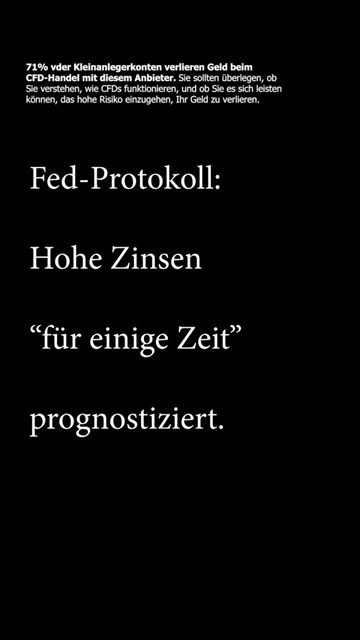 71% vder Kleinanlegerkonten verlieren Geld beim
CFD-Handel mit diesem Anbieter. Sie sollten überlegen, ob
Sie verstehen, wie CFDs funktionieren, und ob Sie es sich leisten
können, das hohe Risiko einzugehen, Ihr Geld zu verlieren.
Fed-Protokoll:
Hohe Zinsen
“für einige Zeit”
prognostiziert.